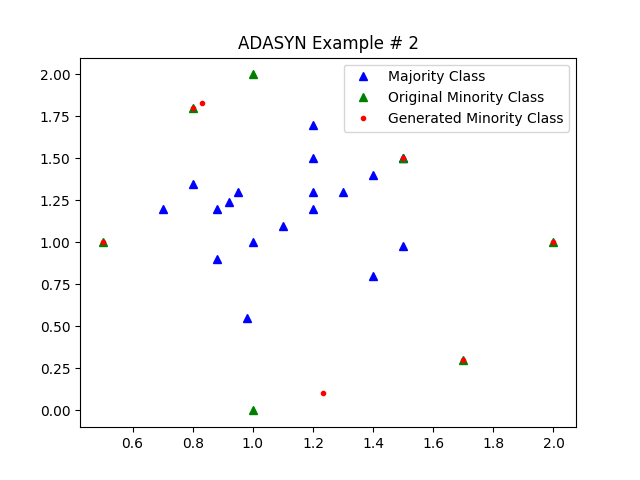 ADASYN Example # 2
Majority Class
Original Minority Class
Generated Minority Class
2.00
1.75
1.50
1.25
1.00
0.75
0.50
0.25
0.00
0.6 0.8 1.0 1.2 1.4 1.6 1.8 2.0